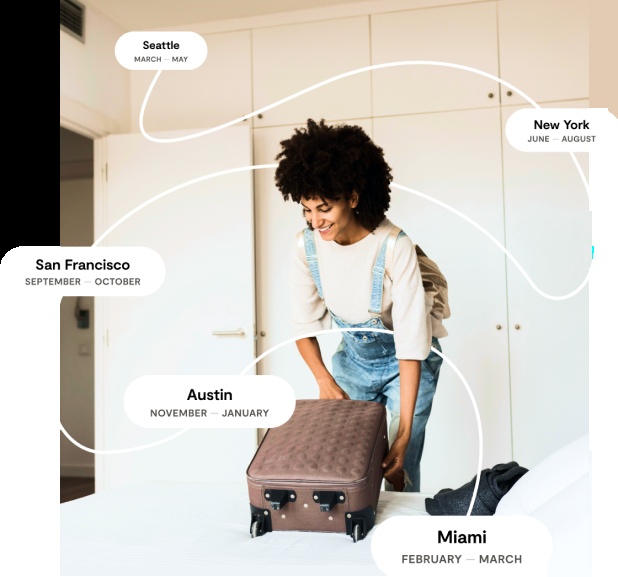 Seattle
MARCH — MAY
New York
JUNE — AUGUST
San Francisco
SEPTEMBER — OCTOBER
Austin
NOVEMBER — JANUARY
Miami
FEBRUARY — MARCH